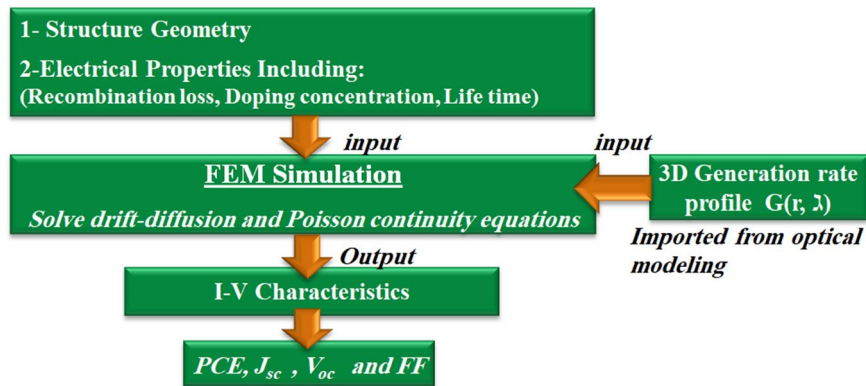 1- Structure Geometry
2-Electrical Properties Including:
(Recombination loss, Doping concentration, Life time)
input
input
FEM Simulation
Solve drift-diffusion and Poisson continuity equations
3D Generation rate
profile G(r, ג)
Imported from optical
modeling
Output
I-V Characteristics
PCE, Jsc , Voc and FF